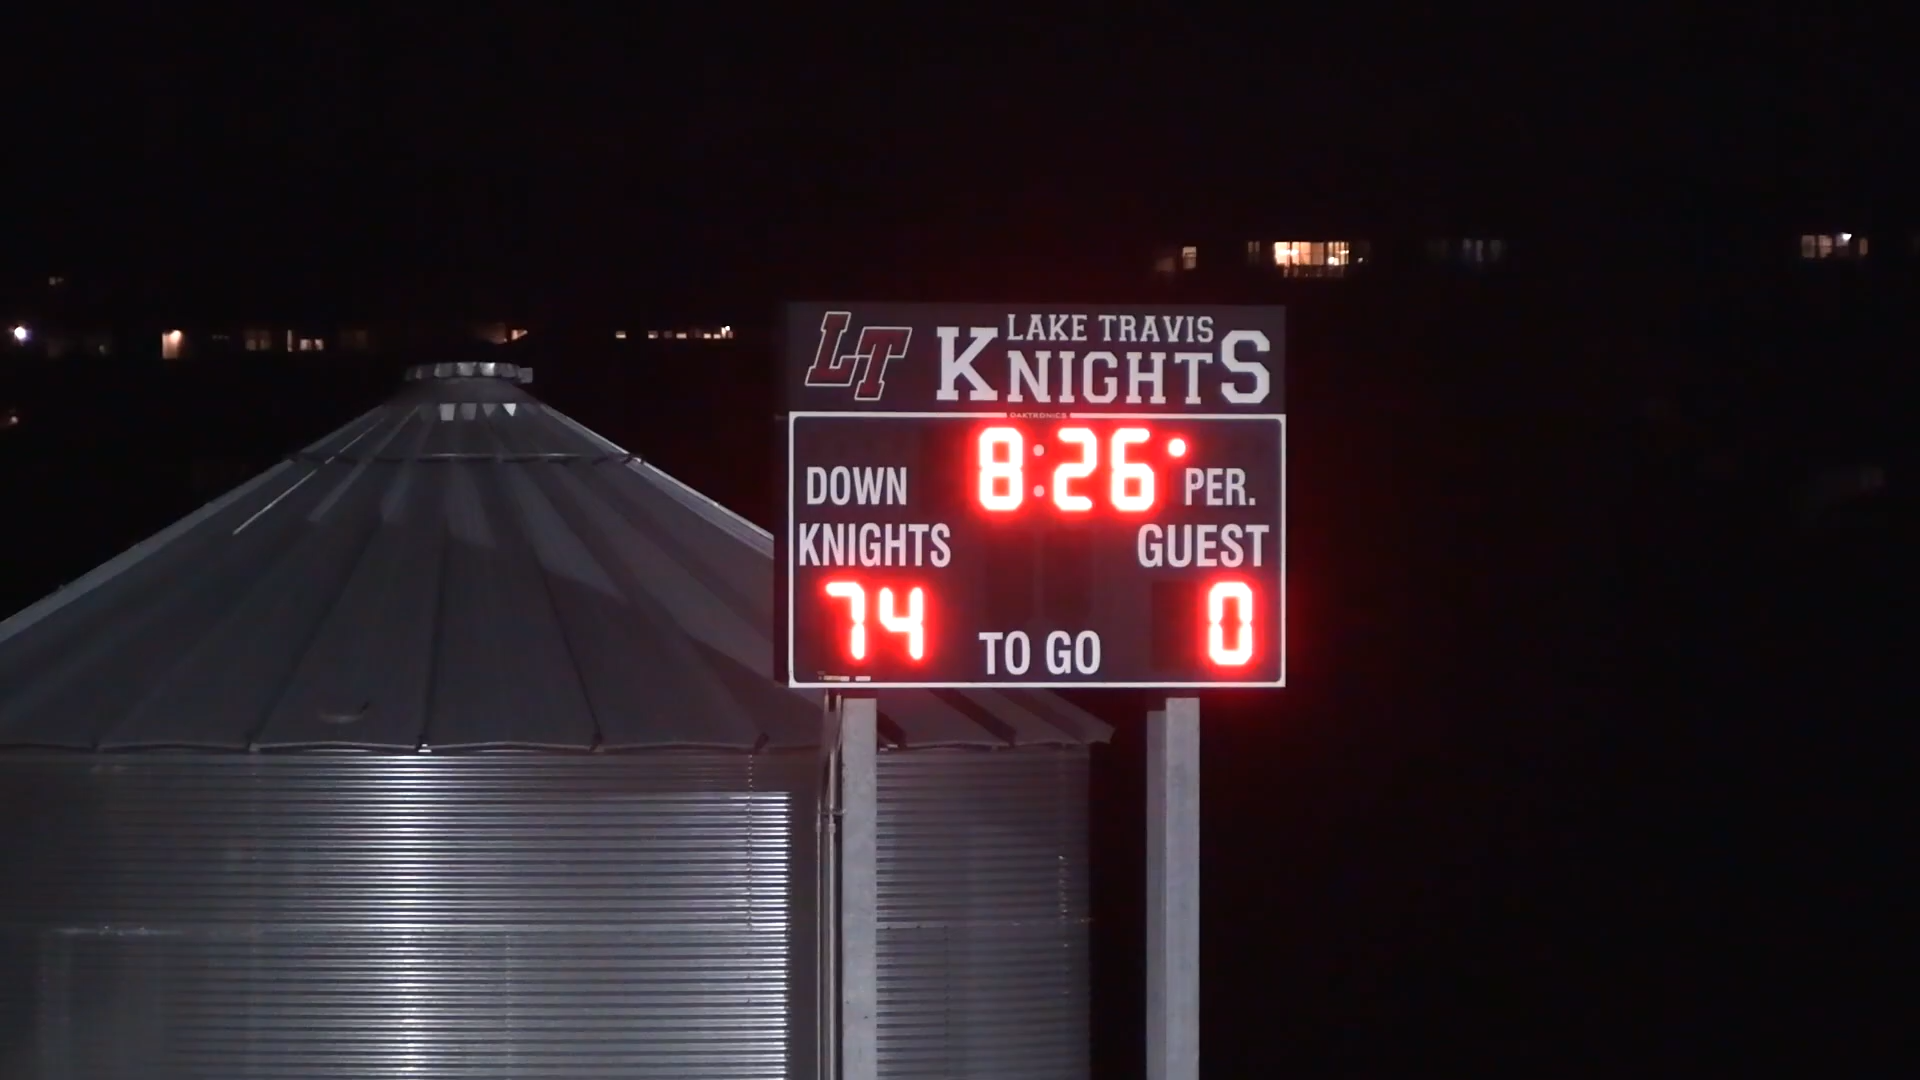 LT
LAKE TRAVIS
KNIGHTS
DAKTRONICS
8:26
DOWN
PER.
KNIGHTS
GUEST
74
TO GO
0